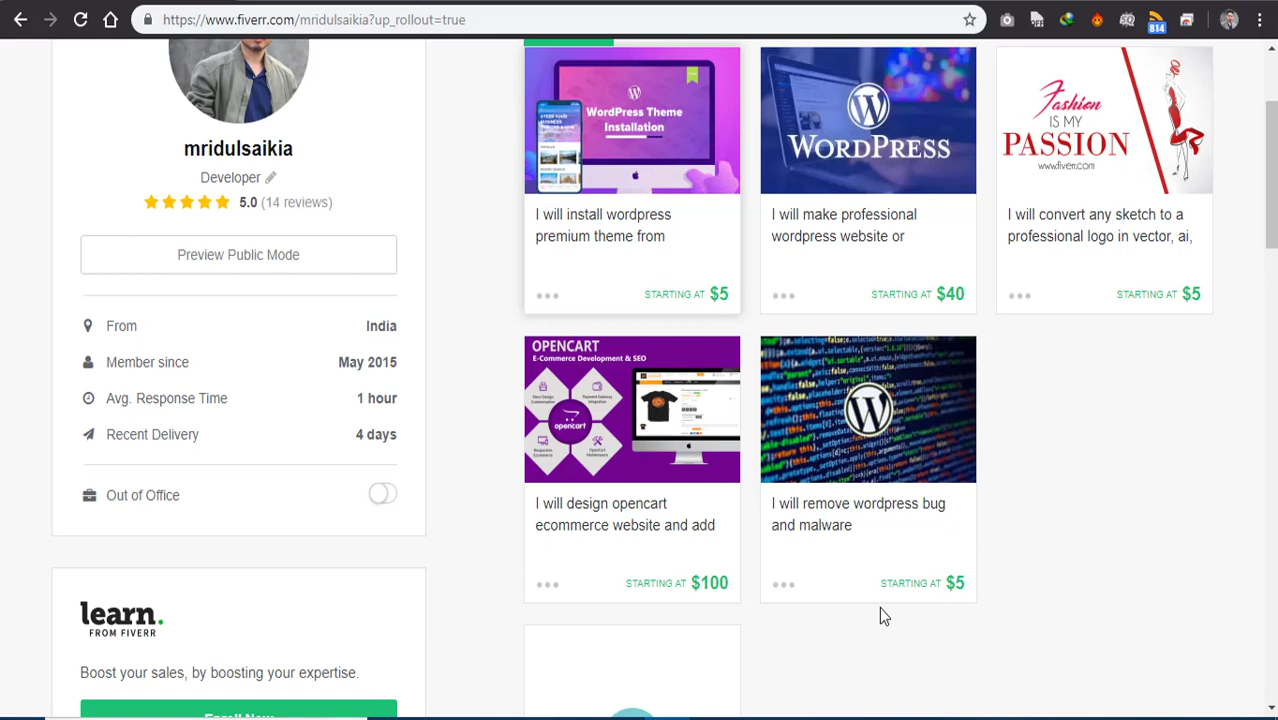 https://www.fiverr.com/mridulsaikia?up_rollout=true
OFF
814
mridulsaikia
Developer
5.0 (14 reviews)
Preview Public Mode
From India
Member since May 2015
Avg. Response Time 1 hour
Recent Delivery 4 days
Out of Office
learn.
FROM FIVERR
Boost your sales, by boosting your expertise.
Enroll Now
WordPress Theme
Installation
I will install wordpress
premium theme from
STARTING AT $5
WORDPRESS
I will make professional
wordpress website or
STARTING AT $40
Fashion
IS MY
PASSION
www.fiverr.com
I will convert any sketch to a
professional logo in vector, ai,
STARTING AT $5
OPENCART
E-Commerce Development & SEO
opencart
I will design opencart
ecommerce website and add
STARTING AT $100
I will remove wordpress bug
and malware
STARTING AT $5